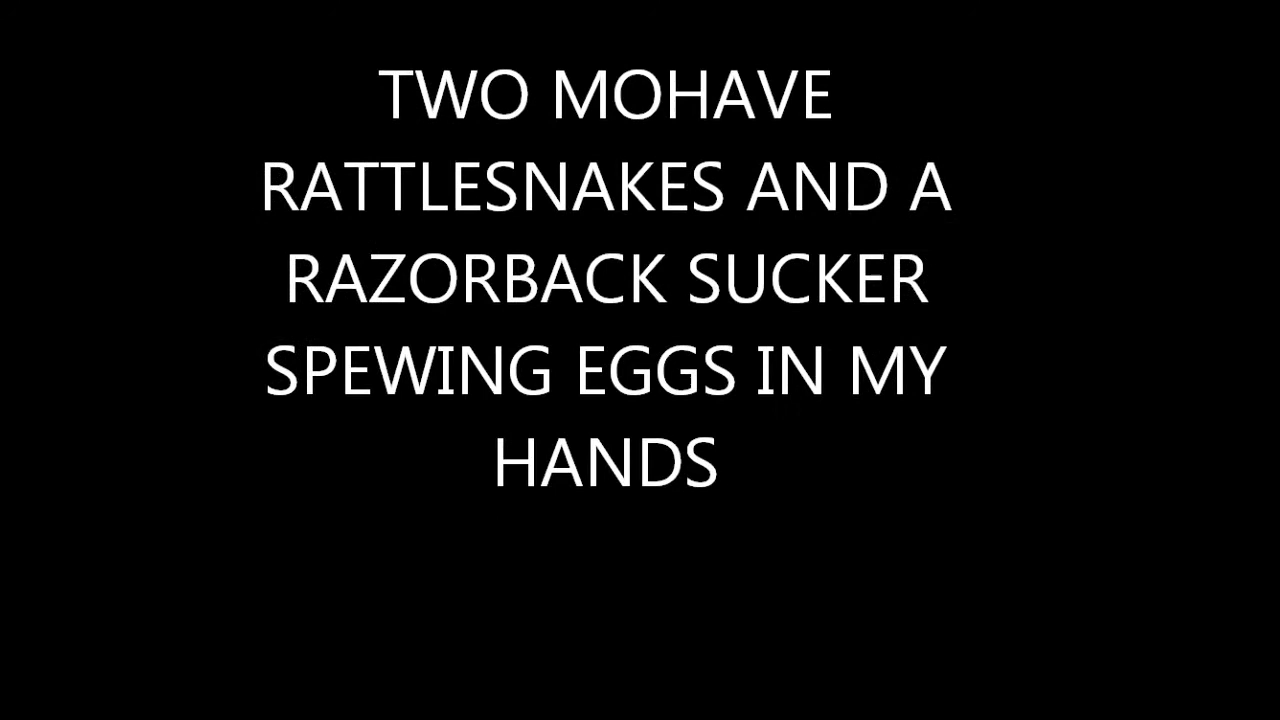 TWO MOHAVE
RATTLESNAKES AND A
RAZORBACK SUCKER
SPEWING EGGS IN MY
HANDS